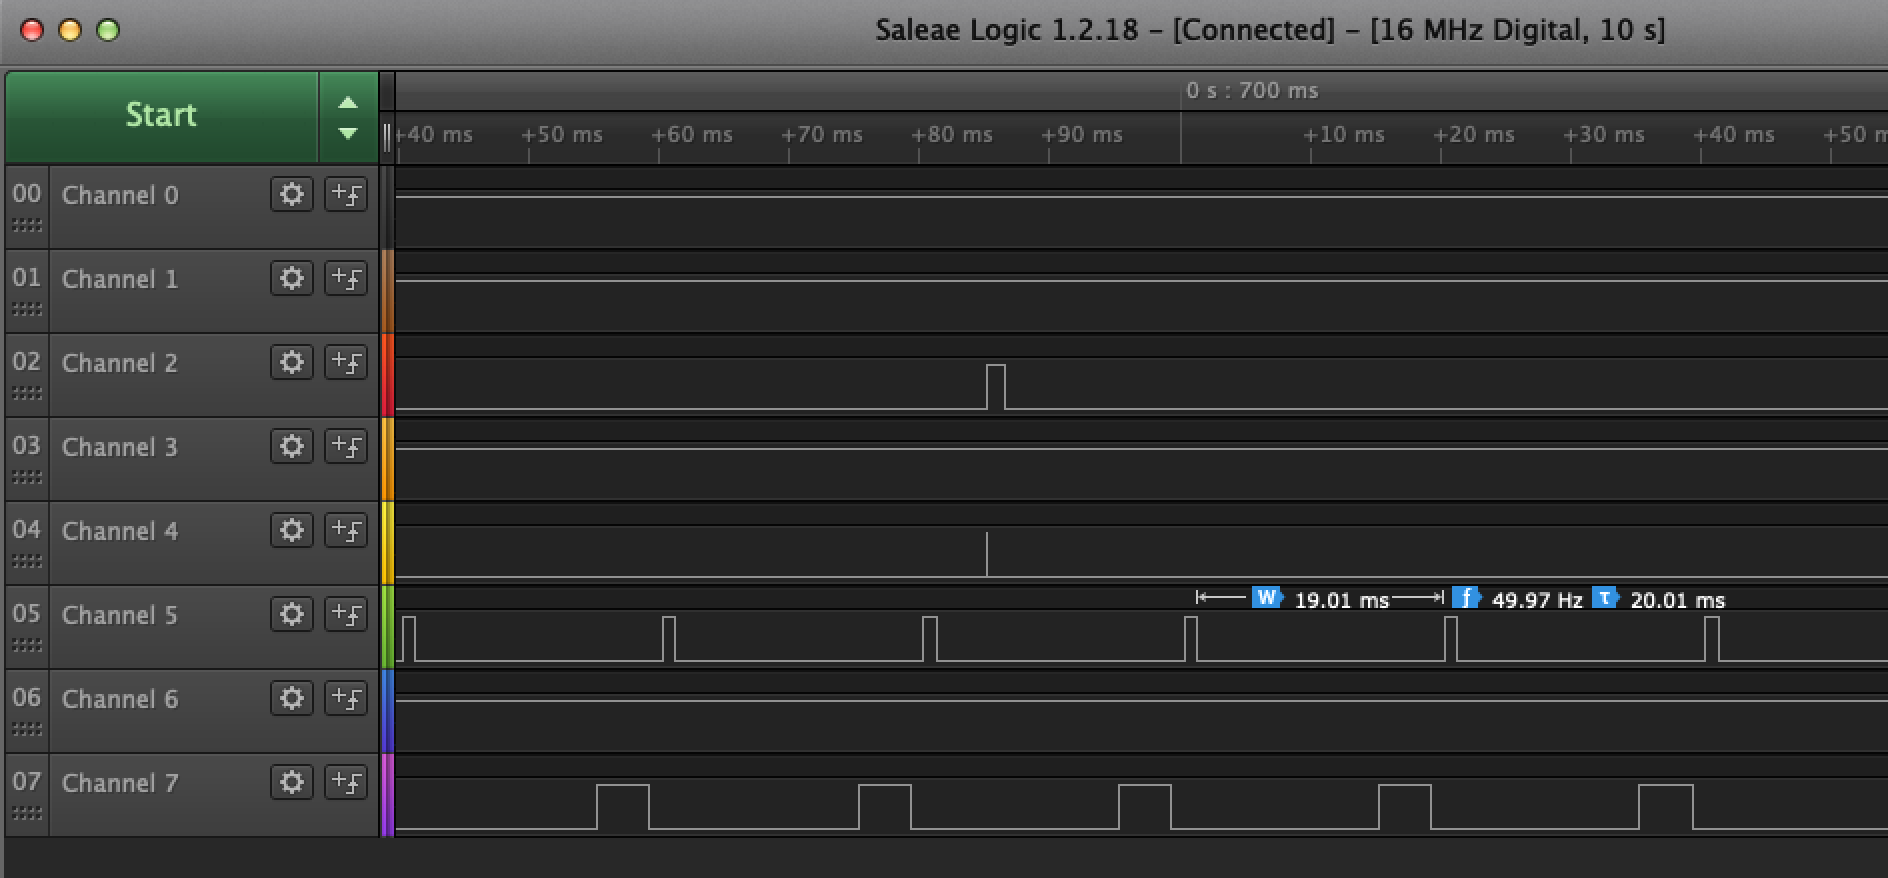 Saleae Logic 1.2.18 – [Connected] – [16 MHz Digital, 10 s]
Start
0 s : 700 ms
+40 ms +50 ms +60 ms +70 ms +80 ms +90 ms +10 ms +20 ms +30 ms +40 ms +50 m
00 Channel 0
01 Channel 1
02 Channel 2
03 Channel 3
04 Channel 4
W 19.01 ms f 49.97 Hz τ 20.01 ms
05 Channel 5
06 Channel 6
07 Channel 7